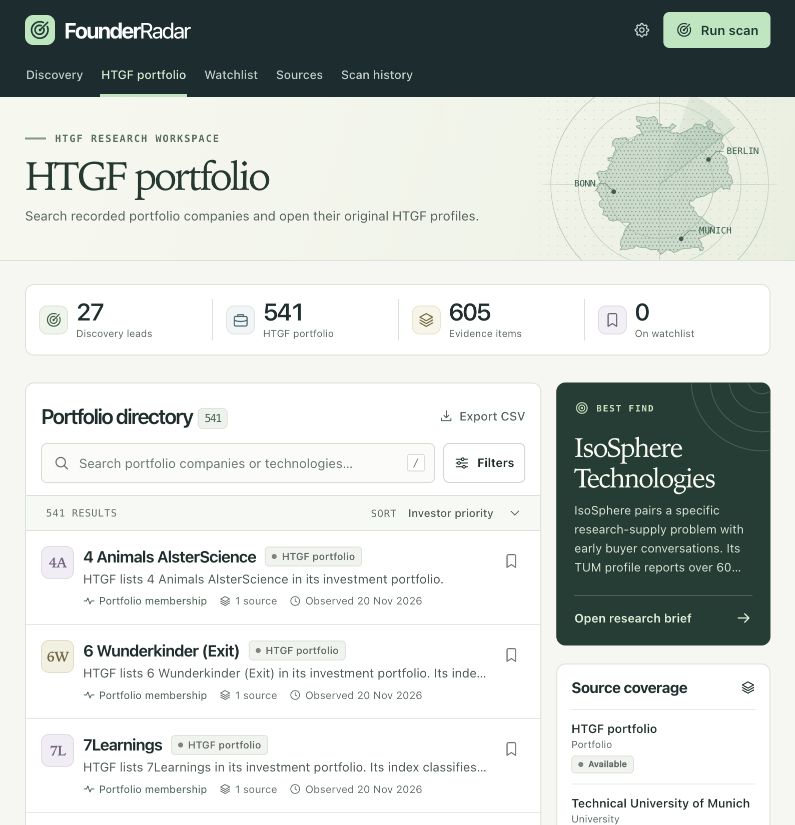 FounderRadar
Run scan
Discovery
HTGF portfolio
Watchlist
Sources
Scan history
HTGF RESEARCH WORKSPACE
HTGF portfolio
Search recorded portfolio companies and open their original HTGF profiles.
BERLIN
BONN
MUNICH
27
Discovery leads
541
HTGF portfolio
605
Evidence items
0
On watchlist
Portfolio directory 541
Export CSV
Search portfolio companies or technologies... /
Filters
541 RESULTS
SORT Investor priority
4A
4 Animals AlsterScience HTGF portfolio
HTGF lists 4 Animals AlsterScience in its investment portfolio.
Portfolio membership 1 source Observed 20 Nov 2026
6W
6 Wunderkinder (Exit) HTGF portfolio
HTGF lists 6 Wunderkinder (Exit) in its investment portfolio. Its inde...
Portfolio membership 1 source Observed 20 Nov 2026
7L
7Learnings HTGF portfolio
HTGF lists 7Learnings in its investment portfolio. Its index classifies...
Portfolio membership 1 source Observed 20 Nov 2026
BEST FIND
IsoSphere
Technologies
IsoSphere pairs a specific
research-supply problem with
early buyer conversations. Its
TUM profile reports over 60...
Open research brief
Source coverage
HTGF portfolio
Portfolio
Available
Technical University of Munich
University